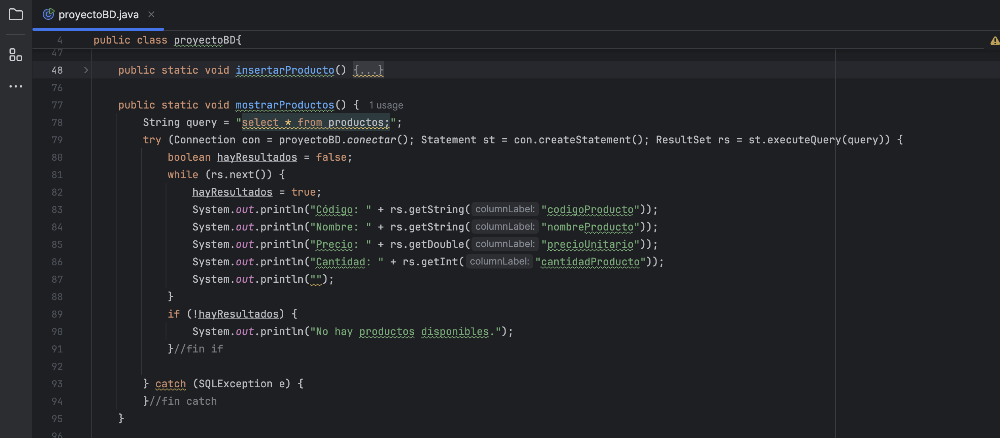 proyectoBD.java
4 public class proyectoBD{
47
48 public static void insertarProducto() {...}
76
77 public static void mostrarProductos() { 1 usage
78 String query = "select * from productos;";
79 try (Connection con = proyectoBD.conectar(); Statement st = con.createStatement(); ResultSet rs = st.executeQuery(query)) {
80 boolean hayResultados = false;
81 while (rs.next()) {
82 hayResultados = true;
83 System.out.println("Código: " + rs.getString( columnLabel: "codigoProducto"));
84 System.out.println("Nombre: " + rs.getString( columnLabel: "nombreProducto"));
85 System.out.println("Precio: " + rs.getDouble( columnLabel: "precioUnitario"));
86 System.out.println("Cantidad: " + rs.getInt( columnLabel: "cantidadProducto"));
87 System.out.println("");
88 }
89 if (!hayResultados) {
90 System.out.println("No hay productos disponibles.");
91 }//fin if
92
93 } catch (SQLException e) {
94 }//fin catch
95 }
96